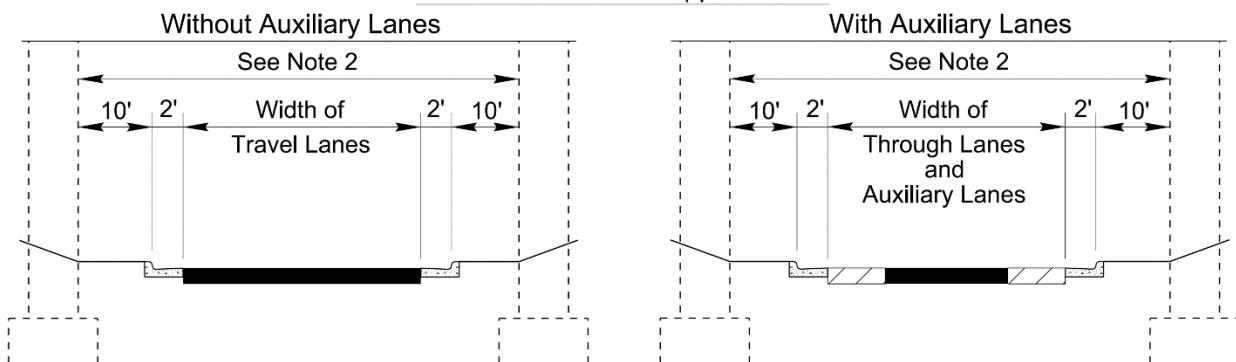 Without Auxiliary Lanes
See Note 2
10' 2' Width of 2' 10'
Travel Lanes
With Auxiliary Lanes
See Note 2
10' 2' Width of 2' 10'
Through Lanes
and
Auxiliary Lanes